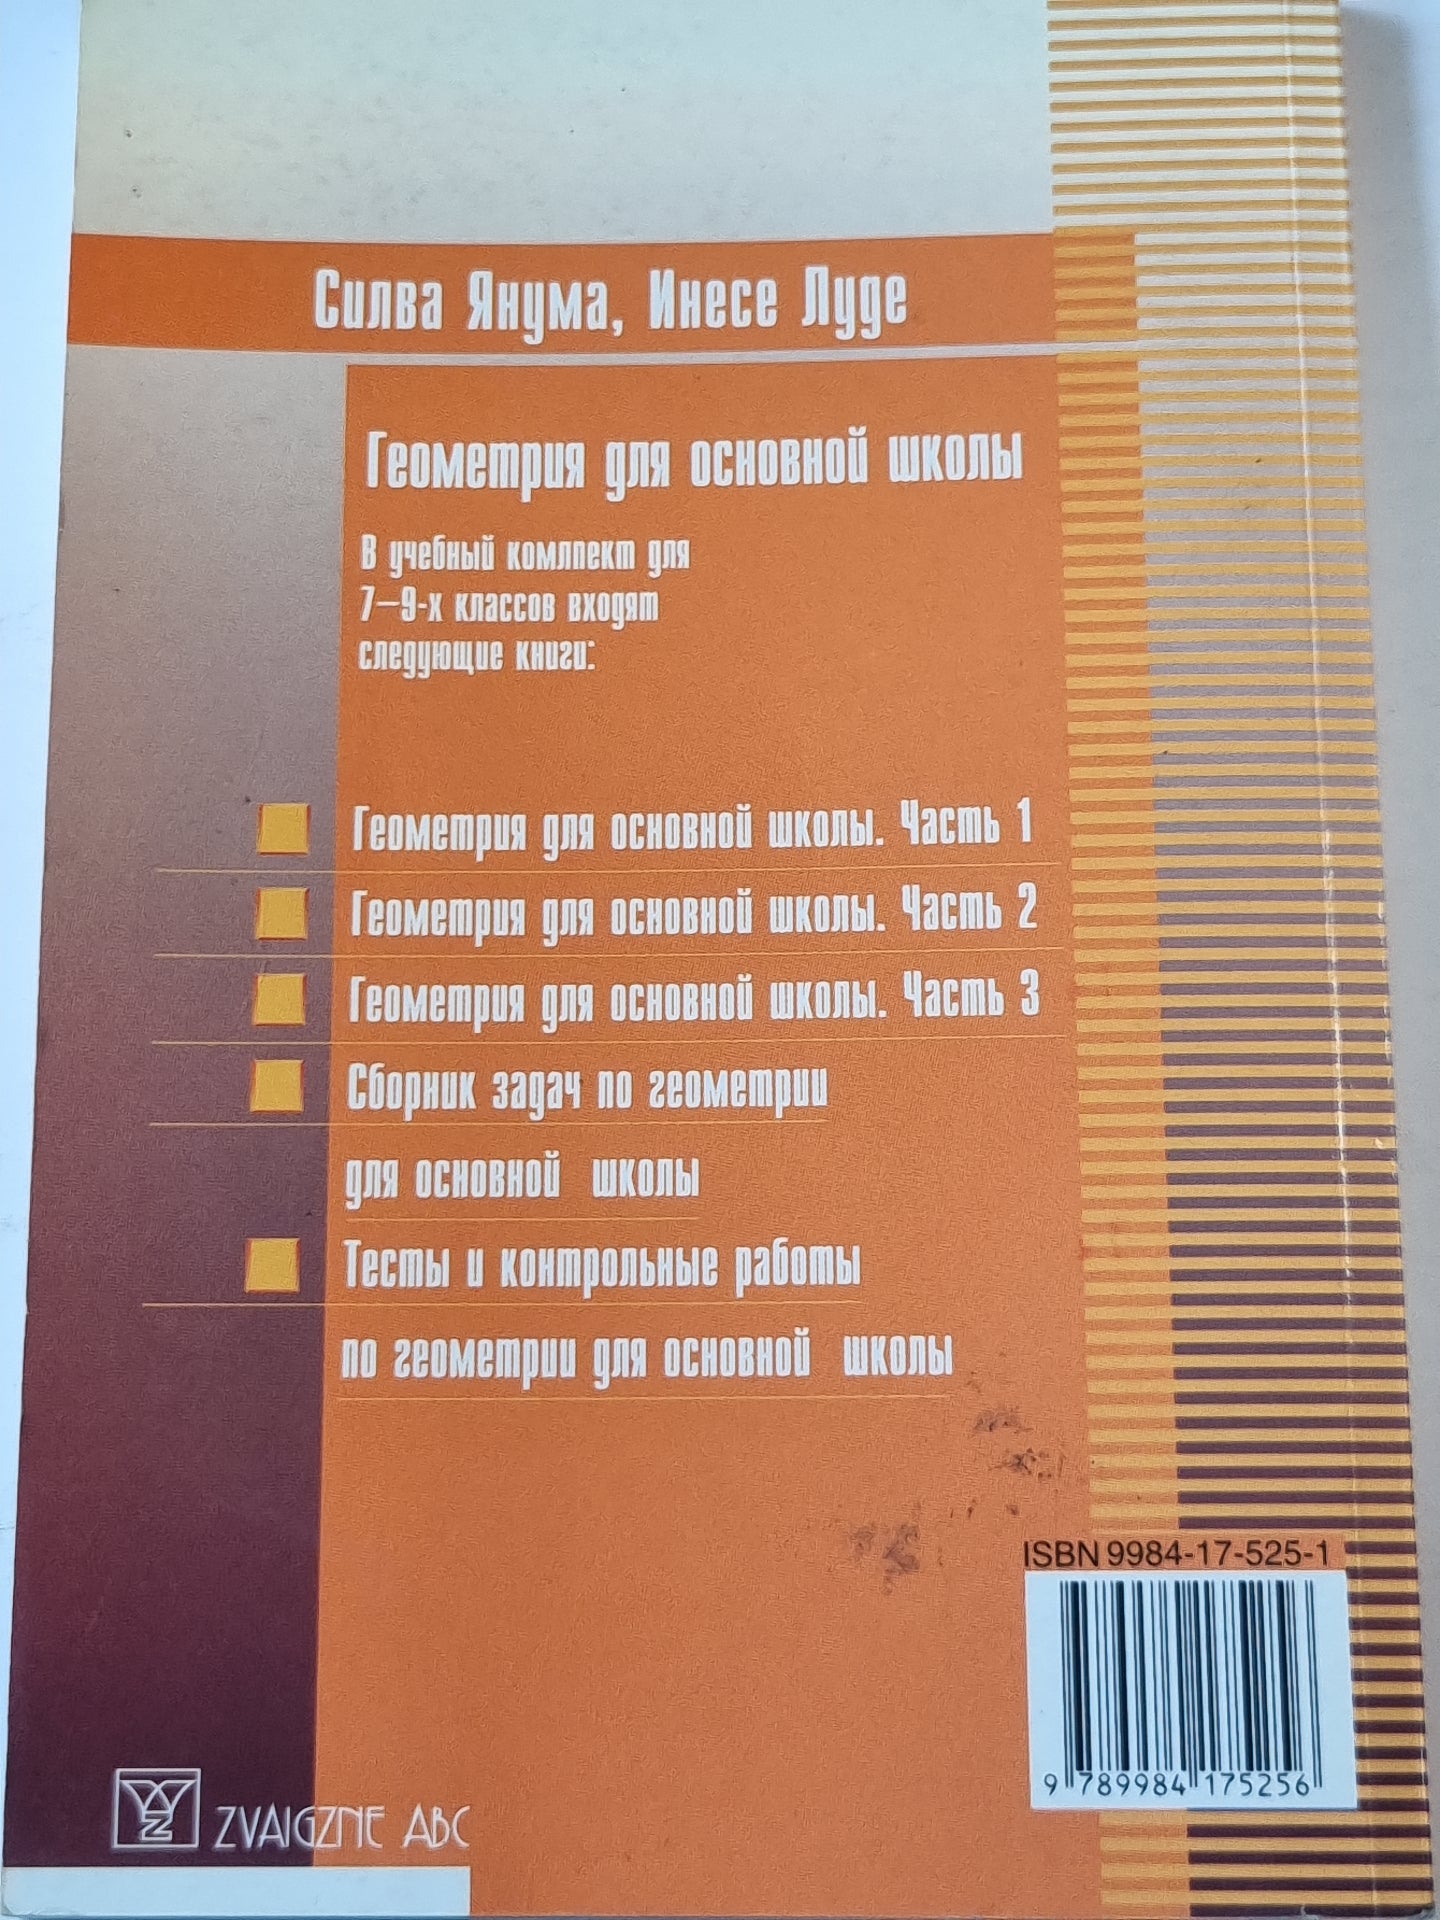 Силва Янума, Инесе Луде
Геометрия для основной школы
В учебный комлпект для
7–9-х классов входят
следующие книги:
Геометрия для основной школы. Часть 1
Геометрия для основной школы. Часть 2
Геометрия для основной школы. Часть 3
Сборник задач по геометрии
для основной школы
Тесты и контрольные работы
по геометрии для основной школы
ISBN 9984-17-525-1
9 789984 175256
ZVAIGZNE ABC